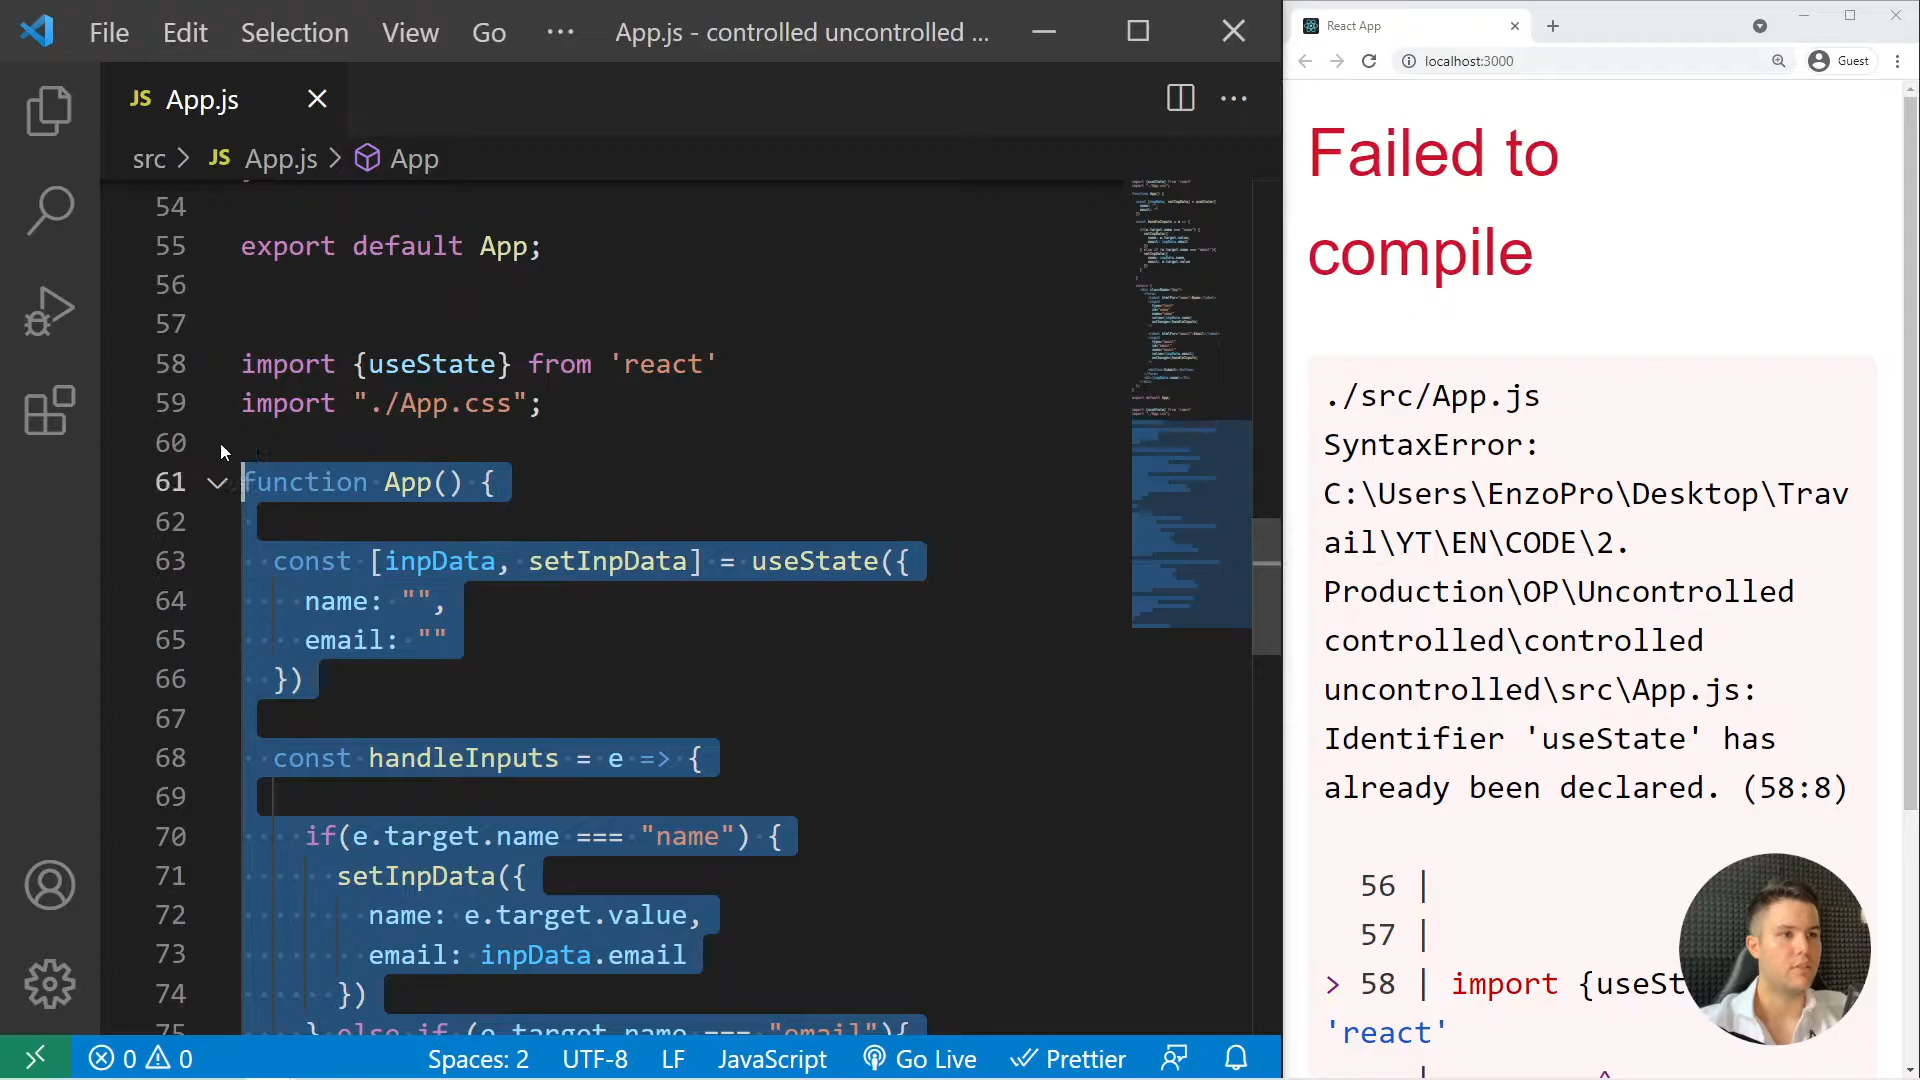 File Edit Selection View Go ··· App.js - controlled uncontrolled ...
JS App.js
src > JS App.js > App
54
55 export default App;
56
57
58 import {useState} from 'react'
59 import "./App.css";
60
61 function App() {
62
63 const [inpData, setInpData] = useState({
64 name: "",
65 email: ""
66 })
67
68 const handleInputs = e => {
69
70 if(e.target.name === "name") {
71 setInpData({
72 name: e.target.value,
73 email: inpData.email
74 })
75 } else if (e.target.name === "email"){
0 0 Spaces: 2 UTF-8 LF JavaScript Go Live Prettier
React App
localhost:3000 Guest
Failed to
compile
./src/App.js
SyntaxError:
C:\Users\EnzoPro\Desktop\Trav
ail\YT\EN\CODE\2.
Production\OP\Uncontrolled
controlled\controlled
uncontrolled\src\App.js:
Identifier 'useState' has
already been declared. (58:8)
56 |
57 |
> 58 | import {useSt
'react'
| ^